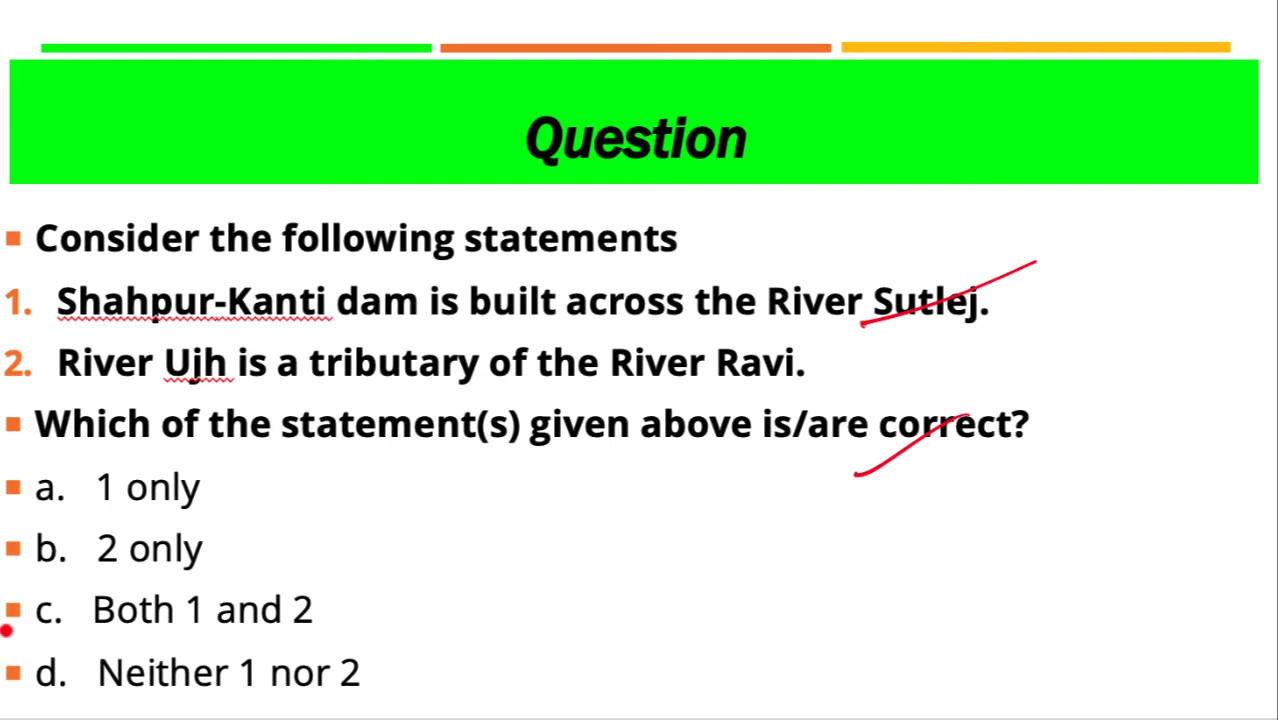 Question
Consider the following statements
1. Shahpur-Kanti dam is built across the River Sutlej.
2. River Ujh is a tributary of the River Ravi.
Which of the statement(s) given above is/are correct?
a. 1 only
b. 2 only
c. Both 1 and 2
d. Neither 1 nor 2